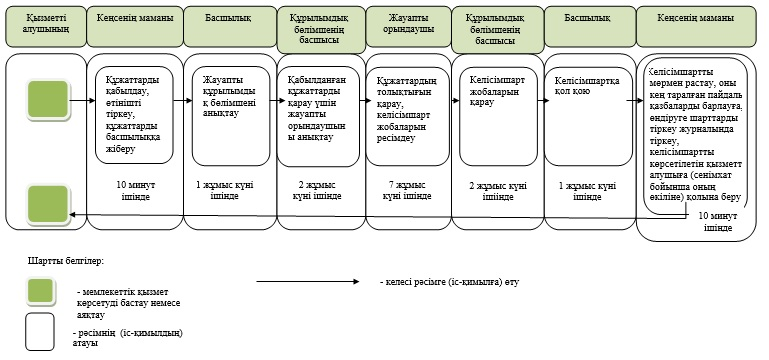 Қызметті
алушының
Кеңсенің маманы
Басшылық
Құрылымдық
бөлімшенің
басшысы
Жауапты
орындаушы
Құрылымдық
бөлімшенің
басшысы
Басшылық
Кеңсенің маманы
Құжаттарды
қабылдау,
өтінішті
тіркеу,
құжаттарды
басшылыққа
жіберу
10 минут
ішінде
Жауапты
құрылымды
қ бөлімшені
анықтау
1 жұмыс күні
ішінде
Қабылданған
құжаттарды
қарау үшін
жауапты
орындаушын
ы анықтау
2 жұмыс
күні ішінде
Құжаттардың
толықтығын
қарау,
келісімшарт
жобаларын
ресімдеу
7 жұмыс күні
ішінде
Келісімшарт
жобаларын
қарау
2 жұмыс күні
ішінде
Келісімшартқа
қол қою
1 жұмыс күні
ішінде
Келісімшартты
мөрмен растау, оны
кең таралған пайдалы
қазбаларды барлауға,
өндіруге шарттарды
тіркеу журналында
тіркеу,
келісімшартты
көрсетілетін қызметт
алушыға (сенімхат
бойынша оның
өкіліне) қолына беру
10 минут
ішінде
Шартты белгілер:
- мемлекеттік қызмет
көрсетуді бастау немесе
аяқтау
- келесі рәсімге (іс-қимылға) өту
- рәсімнің (іс-қимылдың)
атауы